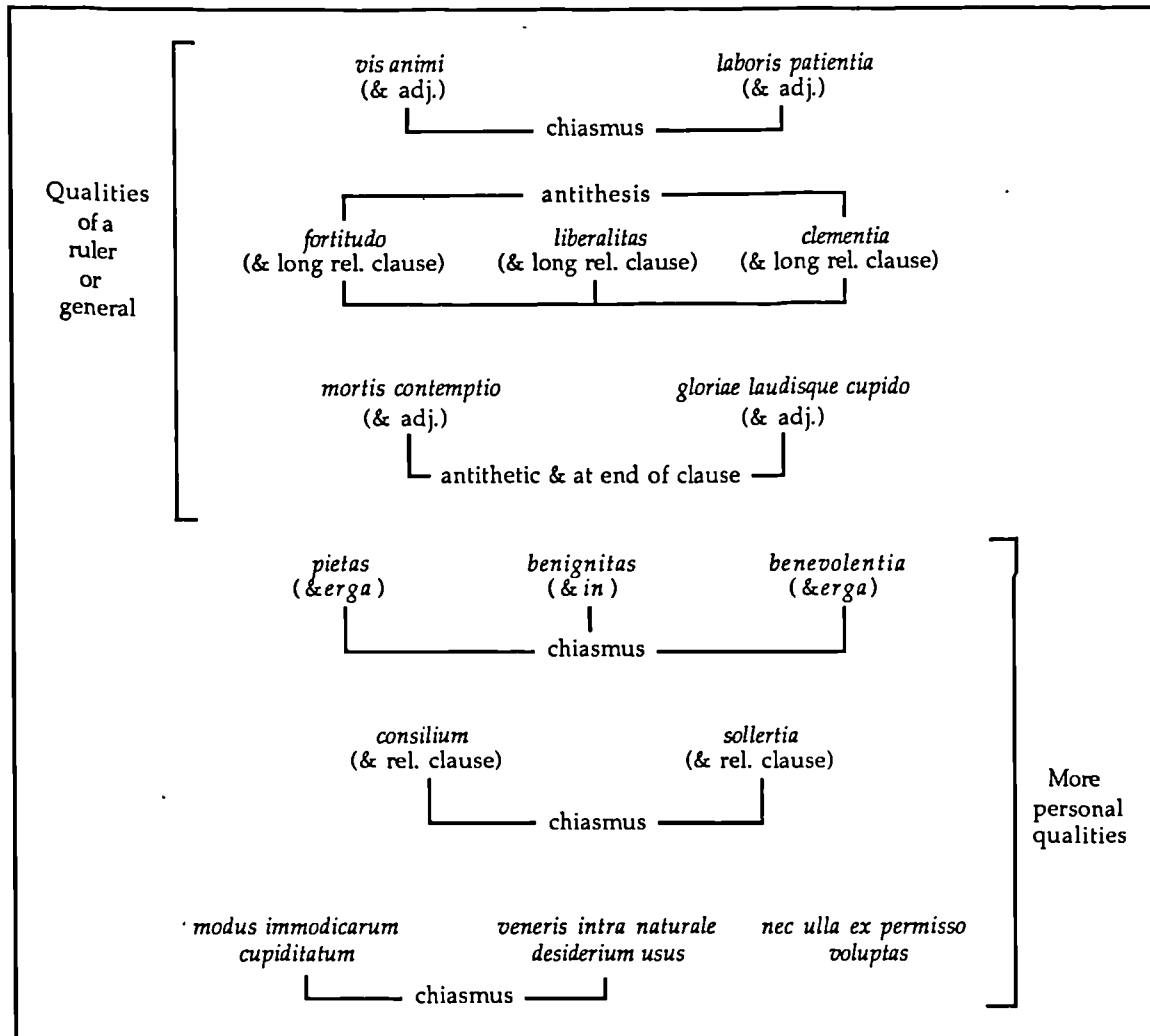 vis animi
(& adj.)
laboris patientia
(& adj.)
chiasmus
Qualities
of a
ruler
or
general
antithesis
fortitudo
(& long rel. clause)
liberalitas
(& long rel. clause)
clementia
(& long rel. clause)
mortis contemptio
(& adj.)
gloriae laudisque cupido
(& adj.)
antithetic & at end of clause
pietas
(&erga)
benignitas
(& in)
benevolentia
(&erga)
chiasmus
consilium
(& rel. clause)
sollertia
(& rel. clause)
chiasmus
More
personal
qualities
modus immodicarum
cupiditatum
veneris intra naturale
desiderium usus
nec ulla ex permisso
voluptas
chiasmus